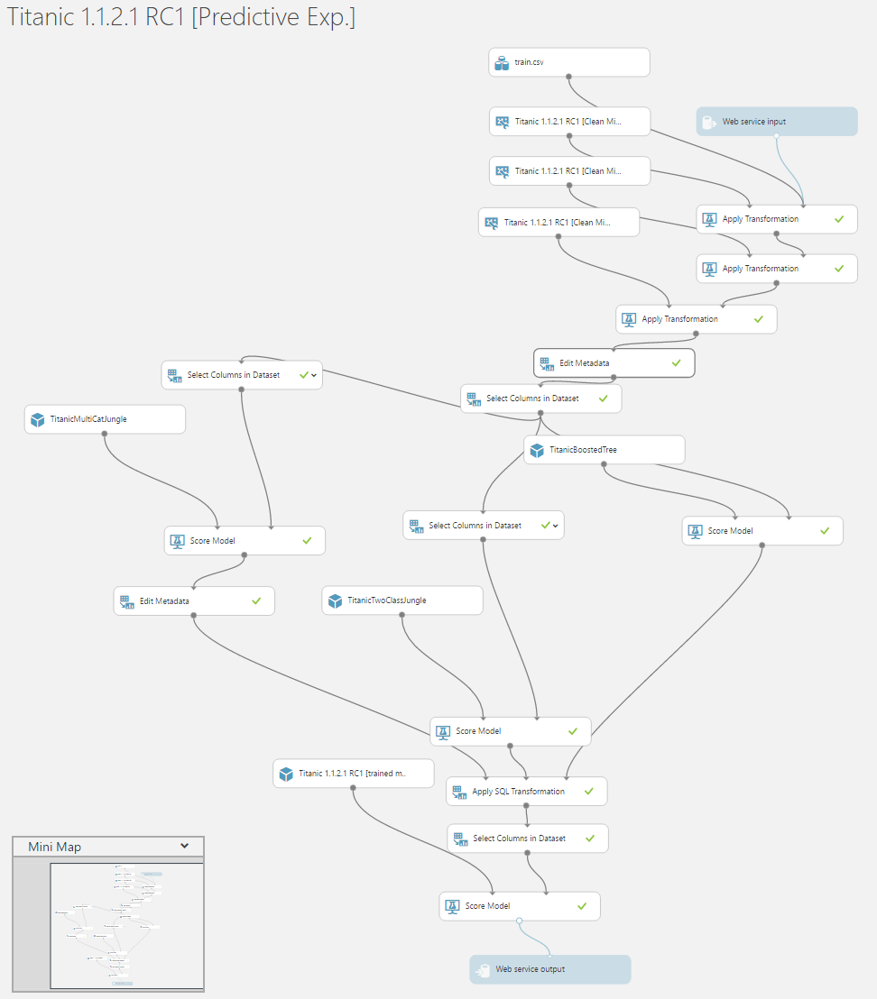 Titanic 1.1.2.1 RC1 [Predictive Exp.]
train.csv
Titanic 1.1.2.1 RC1 [Clean Mi...
Web service input
Titanic 1.1.2.1 RC1 [Clean Mi...
Apply Transformation
Titanic 1.1.2.1 RC1 [Clean Mi...
Apply Transformation
Apply Transformation
Edit Metadata
Select Columns in Dataset
Select Columns in Dataset
TitanicMultiCatJungle
TitanicBoostedTree
Select Columns in Dataset
Score Model
Score Model
Edit Metadata
TitanicTwoClassJungle
Score Model
Titanic 1.1.2.1 RC1 [trained m..
Apply SQL Transformation
Select Columns in Dataset
Mini Map
Score Model
Web service output